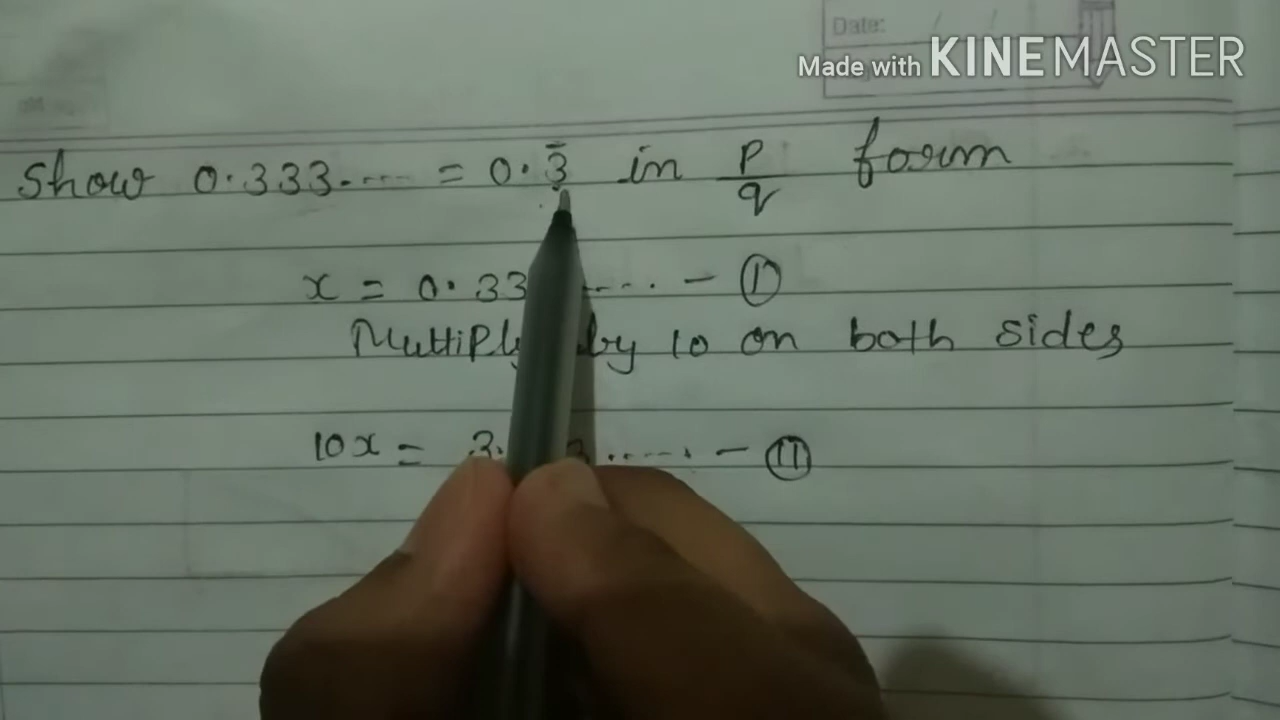 Date: / /
Made with KINEMASTER
Show 0.333..... = 0.3̅ in p/q form
x = 0.33 ..... - (I)
Multiply by 10 on both sides
10x = 3. 3 ...... - (II)